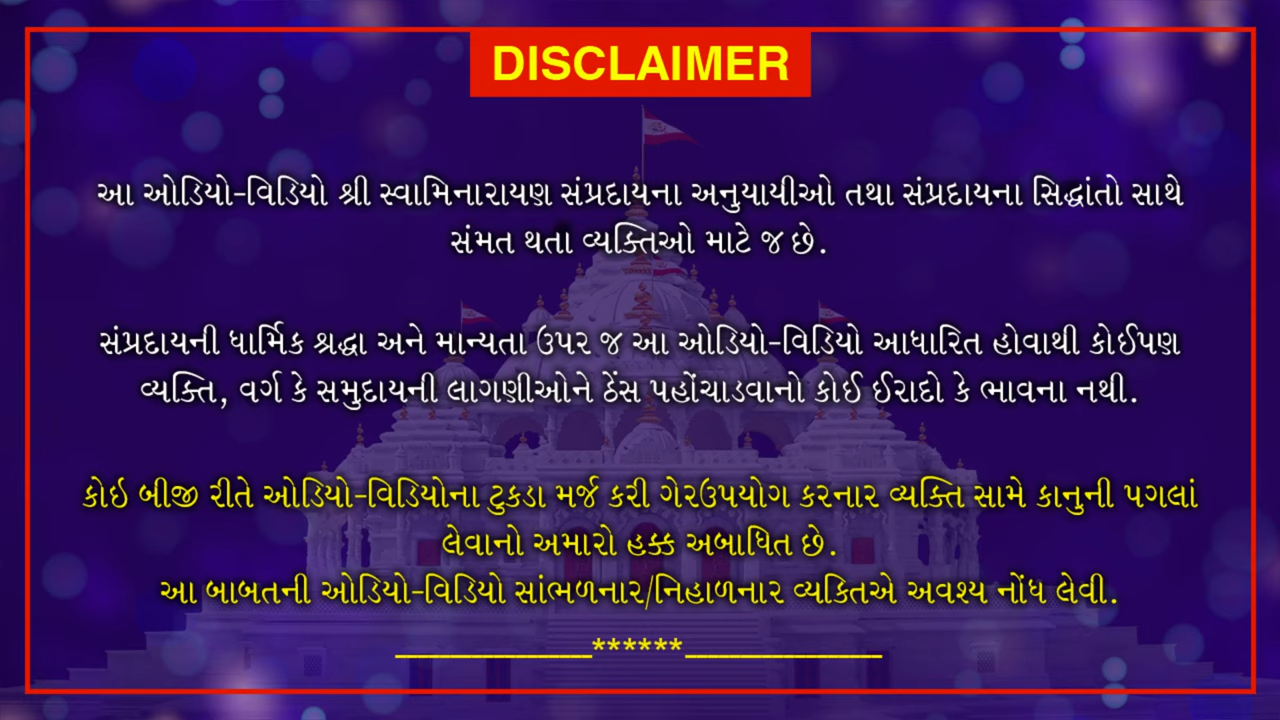 DISCLAIMER
આ ઓડિયો-વિડિયો શ્રી સ્વામિનારાયણ સંપ્રદાયના અનુયાયીઓ તથા સંપ્રદાયના સિદ્ધાંતો સાથે
સંમત થતા વ્યક્તિઓ માટે જ છે.
સંપ્રદાયની ધાર્મિક શ્રદ્ધા અને માન્યતા ઉપર જ આ ઓડિયો-વિડિયો આધારિત હોવાથી કોઈપણ
વ્યક્તિ, વર્ગ કે સમુદાયની લાગણીઓને ઠેંસ પહોંચાડવાનો કોઈ ઈરાદો કે ભાવના નથી.
કોઇ બીજી રીતે ઓડિયો-વિડિયોના ટુકડા મર્જ કરી ગેરઉપયોગ કરનાર વ્યક્તિ સામે કાનુની પગલાં
લેવાનો અમારો હક્ક અબાધિત છે.
આ બાબતની ઓડિયો-વિડિયો સાંભળનાર/નિહાળનાર વ્યકિતએ અવશ્ય નોંધ લેવી.
_______________******_______________